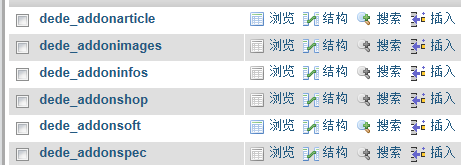 dede_addonarticle 浏览 结构 搜索 插入
dede_addonimages 浏览 结构 搜索 插入
dede_addoninfos 浏览 结构 搜索 插入
dede_addonshop 浏览 结构 搜索 插入
dede_addonsoft 浏览 结构 搜索 插入
dede_addonspec 浏览 结构 搜索 插入